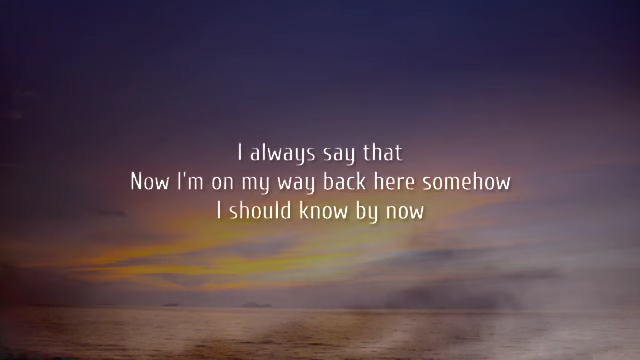 I always say that
Now I'm on my way back here somehow
I should know by now